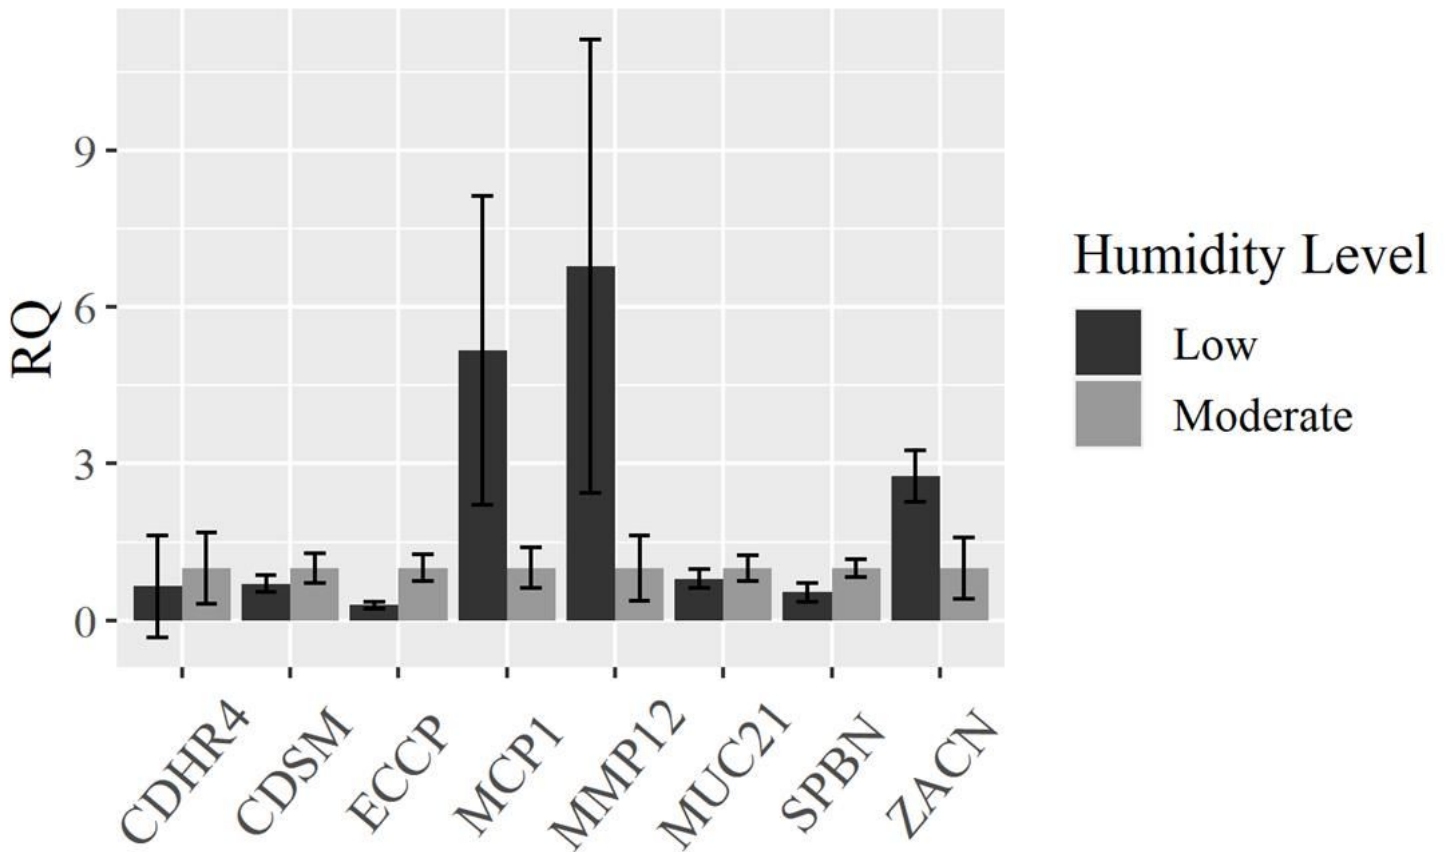 RQ
9
6
3
0
CDHR4
CDSM
ECCP
MCP1
MMP12
MUC21
SPBN
ZACN
Humidity Level
Low
Moderate